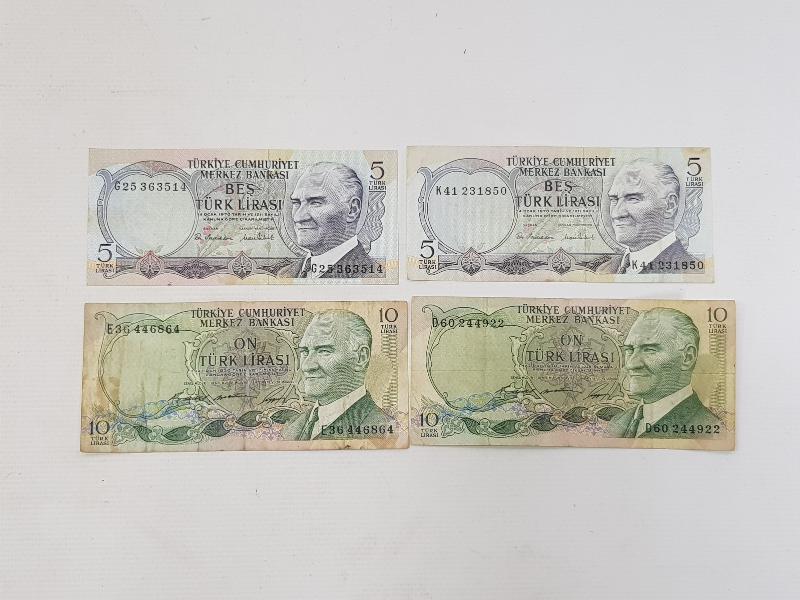 TÜRKİYE CUMHURİYET
MERKEZ BANKASI
5
TÜRK
LİRASI
G25 363514
BEŞ
TÜRK LİRASI
5
TÜRK
LİRASI
G25 363514
TÜRKİYE CUMHURİYET
MERKEZ BANKASI
5
TÜRK
LİRASI
K41 231850
BEŞ
TÜRK LİRASI
5
TÜRK
LİRASI
K41 231850
TÜRKİYE CUMHURİYET
MERKEZ BANKASI
10
TÜRK
LİRASI
E36 446864
ON
TÜRK LİRASI
10
TÜRK
LİRASI
E36 446864
TÜRKİYE CUMHURİYET
MERKEZ BANKASI
10
TÜRK
LİRASI
D60 244922
ON
TÜRK LİRASI
10
TÜRK
LİRASI
D60 244922